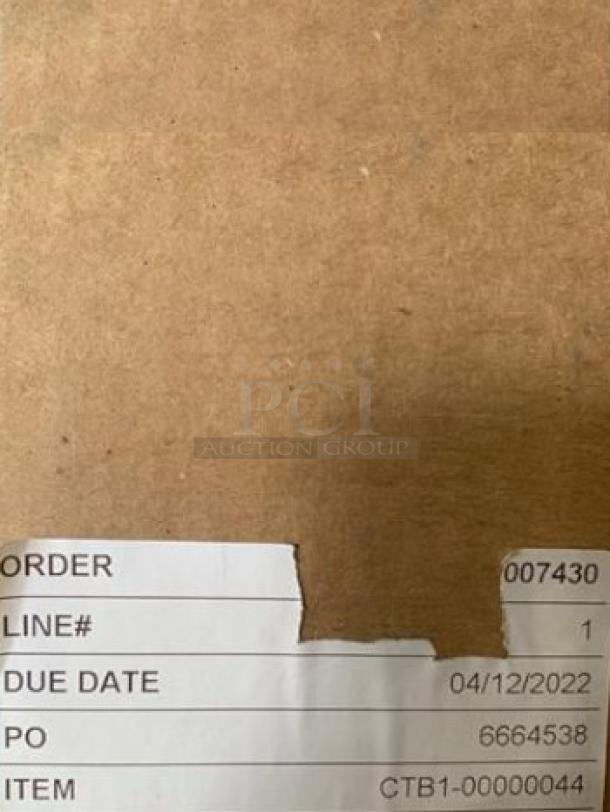 PCI
AUCTION GROUP
ORDER 007430
LINE# 1
DUE DATE 04/12/2022
PO 6664538
ITEM CTB1-00000044